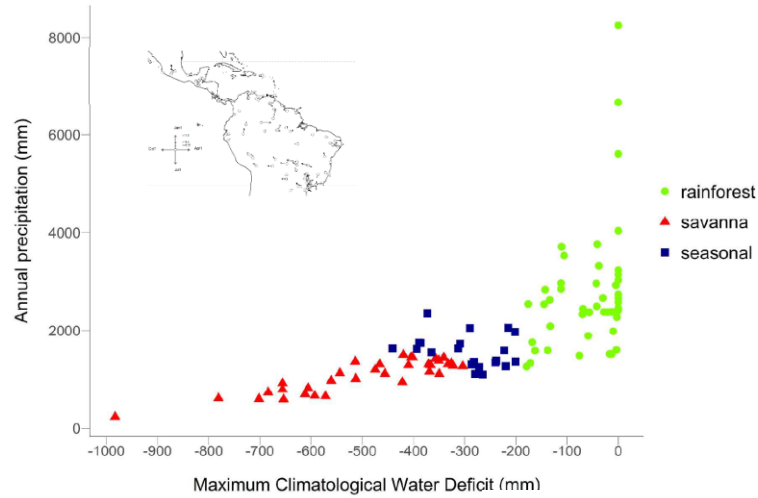 Annual precipitation (mm)
8000
6000
4000
2000
0
-1000 -900 -800 -700 -600 -500 -400 -300 -200 -100 0
Maximum Climatological Water Deficit (mm)
rainforest
savanna
seasonal